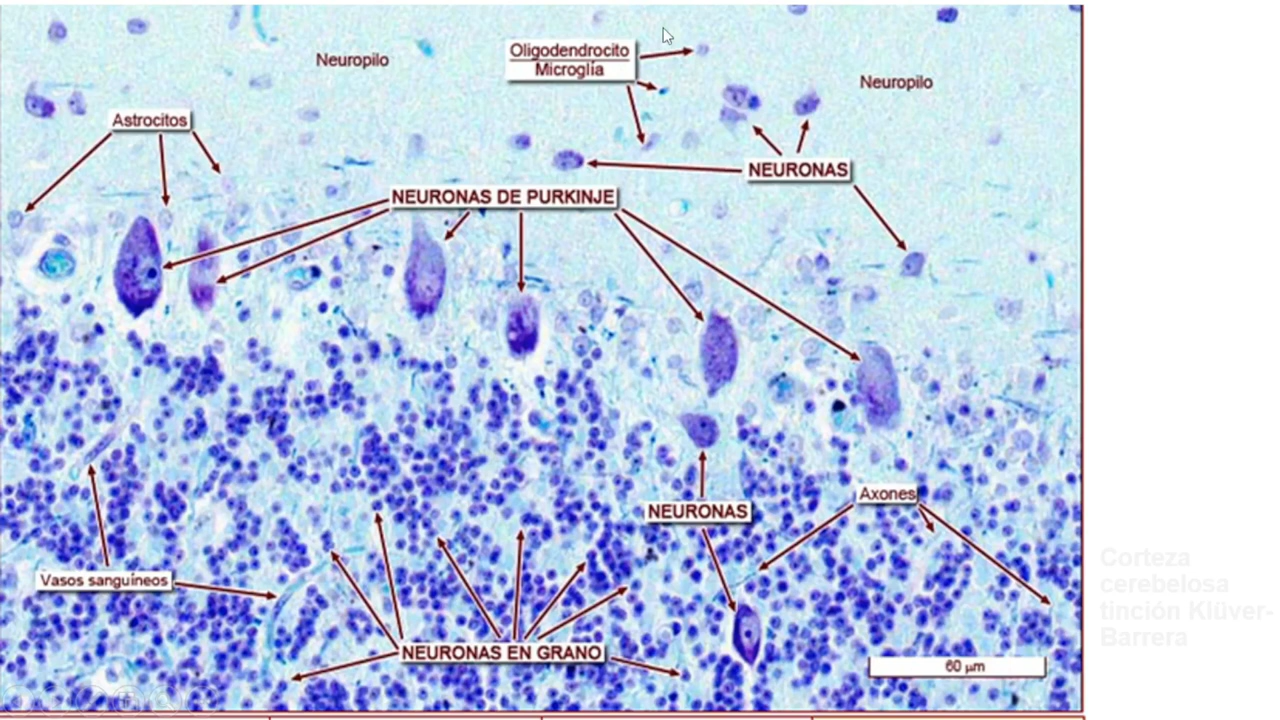 Neuropilo
Oligodendrocito
Microglía
Neuropilo
Astrocitos
NEURONAS
NEURONAS DE PURKINJE
Axones
NEURONAS
Vasos sanguíneos
NEURONAS EN GRANO
60 µm
Corteza
cerebelosa
tinción Klüver-
Barrera